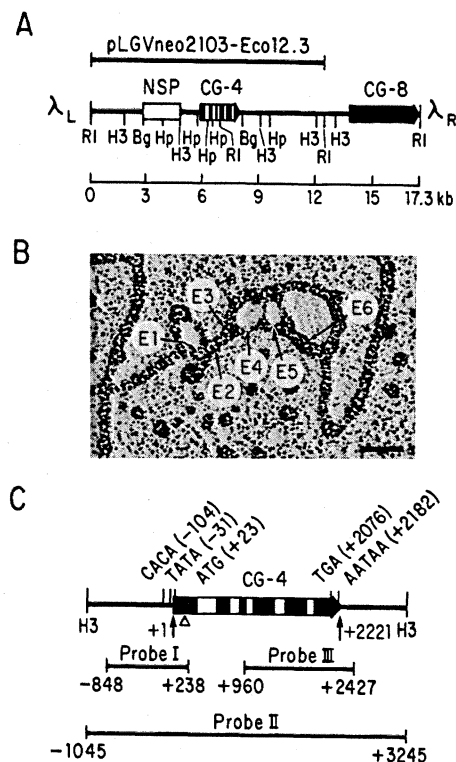 A
pLGVneo2103-Eco12.3
NSP CG-4 CG-8
λL λR
RI H3 Bg Hp Hp Hp Bg Hp H3 RI
H3 Hp RI H3 RI
0 3 6 9 12 15 17.3 kb
B
E3 E6
E1
E4 E5
E2
C
CACA (-104)
TATA (-31)
ATG (+23)
TGA (+2076)
AATAA (+2182)
CG-4
H3 +1 +2221 H3
Probe I Probe III
-848 +238 +960 +2427
Probe II
-1045 +3245